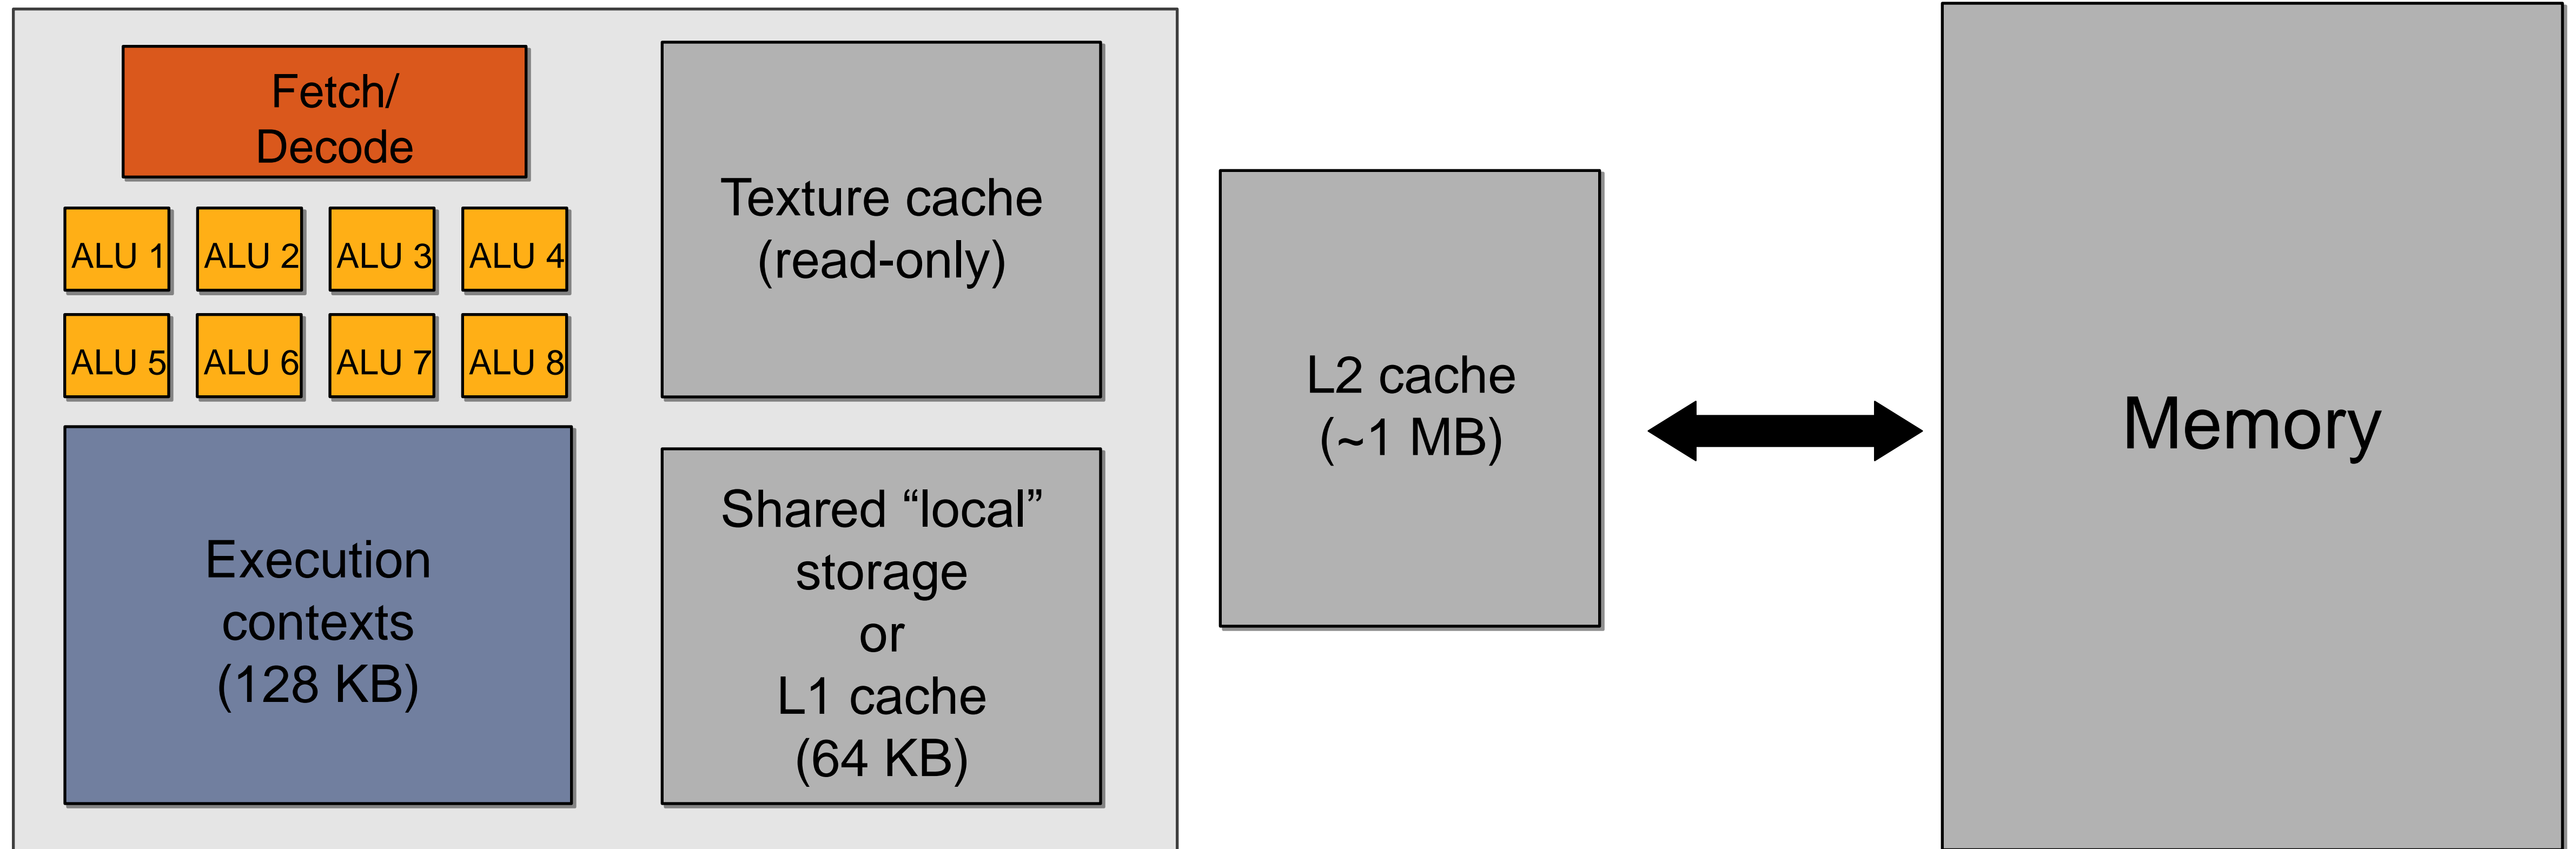 Fetch/
Decode
ALU 1
ALU 2
ALU 3
ALU 4
ALU 5
ALU 6
ALU 7
ALU 8
Execution
contexts
(128 KB)
Texture cache
(read-only)
Shared “local”
storage
or
L1 cache
(64 KB)
L2 cache
(~1 MB)
Memory